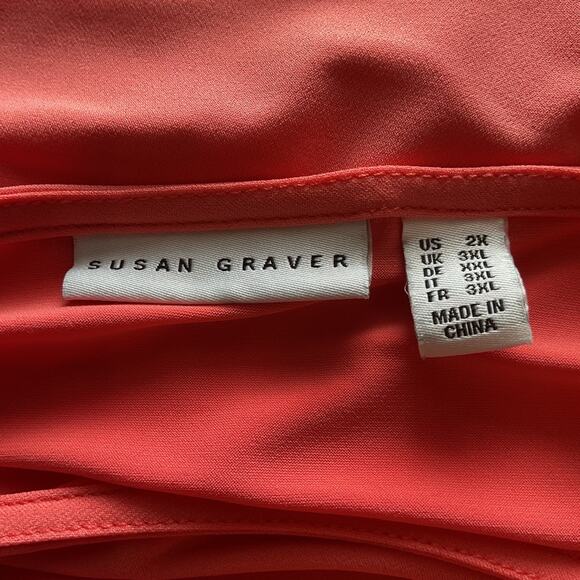 SUSAN GRAVER
US 2X
UK 3XL
DE XXL
IT 3XL
FR 3XL
MADE IN
CHINA